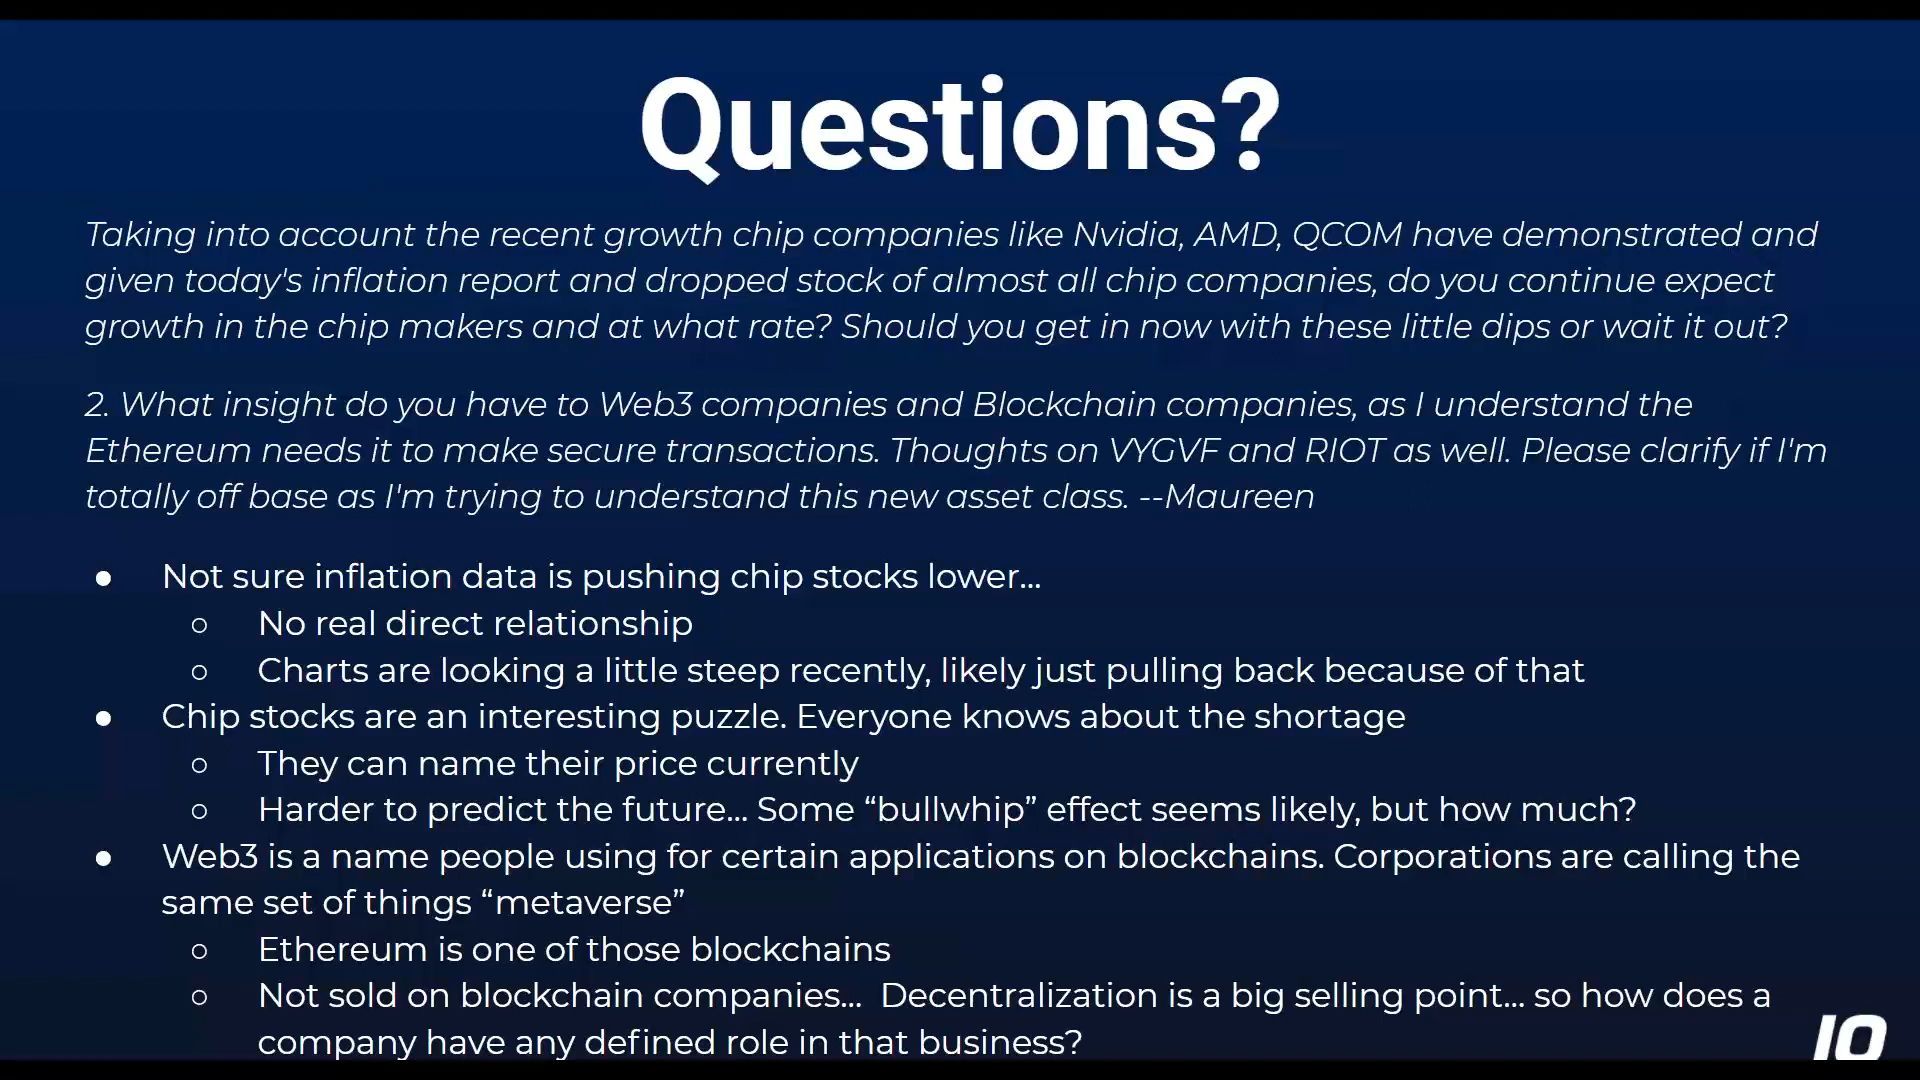 Questions?
Taking into account the recent growth chip companies like Nvidia, AMD, QCOM have demonstrated and
given today's inflation report and dropped stock of almost all chip companies, do you continue expect
growth in the chip makers and at what rate? Should you get in now with these little dips or wait it out?
2. What insight do you have to Web3 companies and Blockchain companies, as I understand the
Ethereum needs it to make secure transactions. Thoughts on VYGVF and RIOT as well. Please clarify if I'm
totally off base as I'm trying to understand this new asset class. --Maureen
● Not sure inflation data is pushing chip stocks lower...
○ No real direct relationship
○ Charts are looking a little steep recently, likely just pulling back because of that
● Chip stocks are an interesting puzzle. Everyone knows about the shortage
○ They can name their price currently
○ Harder to predict the future... Some “bullwhip” effect seems likely, but how much?
● Web3 is a name people using for certain applications on blockchains. Corporations are calling the
same set of things “metaverse”
○ Ethereum is one of those blockchains
○ Not sold on blockchain companies... Decentralization is a big selling point... so how does a
company have any defined role in that business?
10